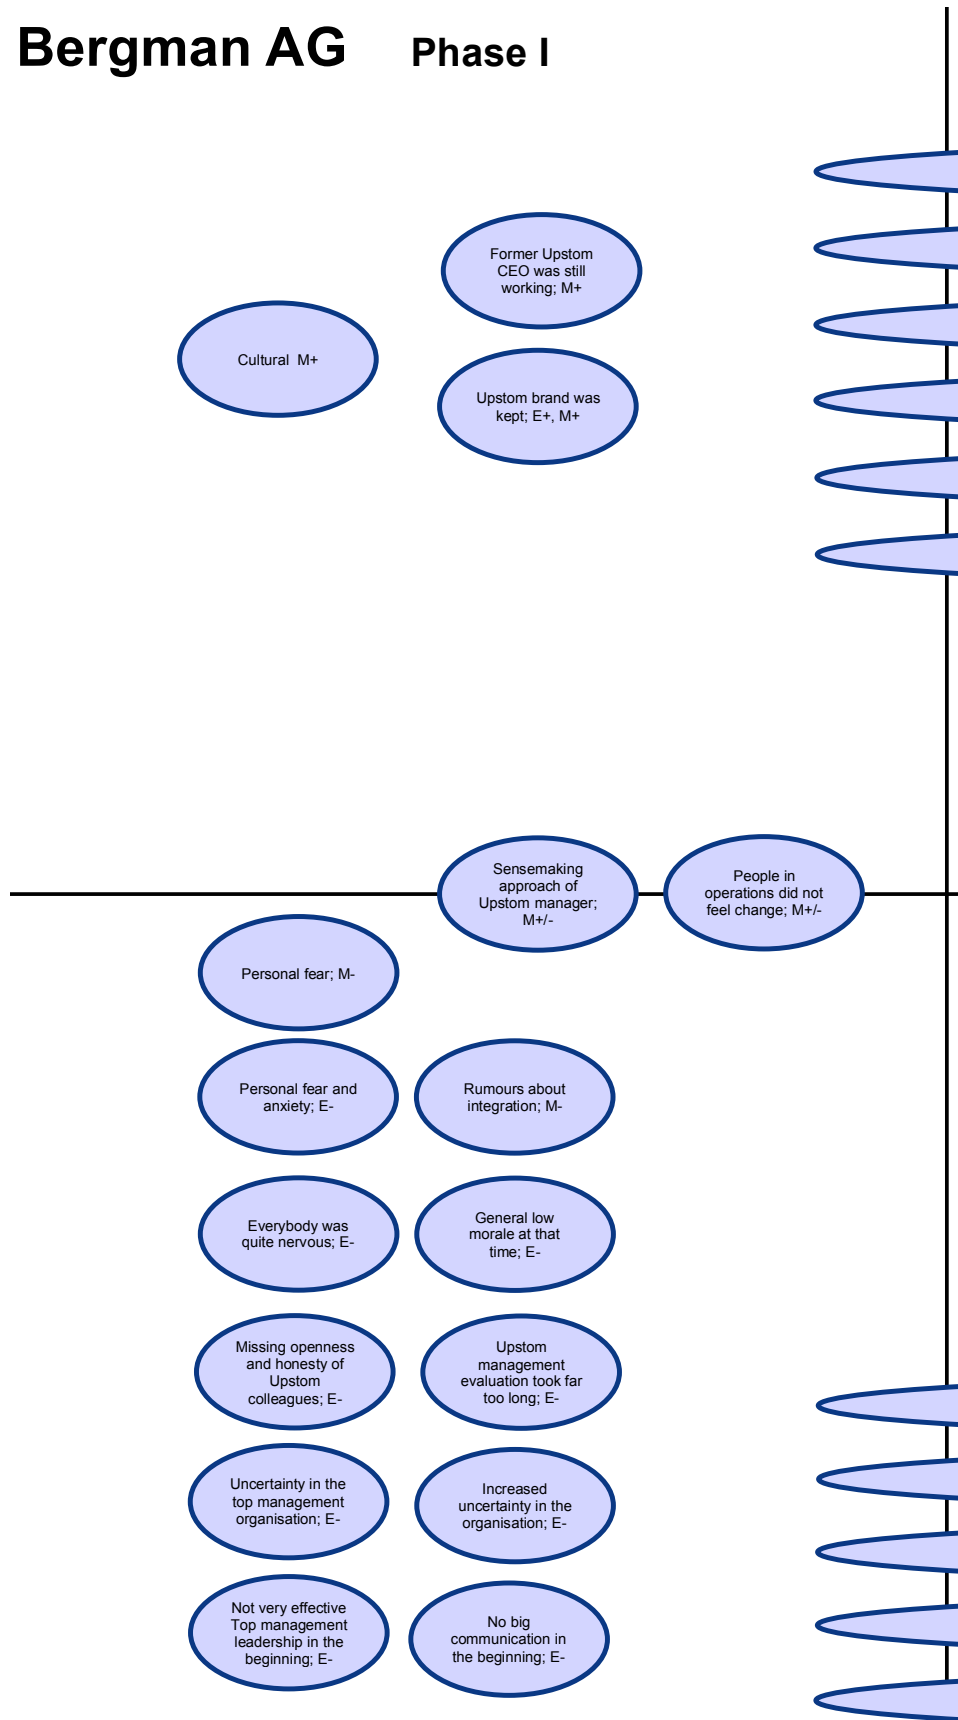 Bergman AG Phase I
Former Upstom
CEO was still
working; M+
Cultural  M+
Upstom brand was
kept; E+, M+
Sensemaking
approach of
Upstom manager;
M+/-
People in
operations did not
feel change; M+/-
Personal fear; M-
Personal fear and
anxiety; E-
Rumours about
integration; M-
Everybody was
quite nervous; E-
General low
morale at that
time; E-
Missing openness
and honesty of
Upstom
colleagues; E-
Upstom
management
evaluation took far
too long; E-
Uncertainty in the
top management
organisation; E-
Increased
uncertainty in the
organisation; E-
Not very effective
Top management
leadership in the
beginning; E-
No big
communication in
the beginning; E-